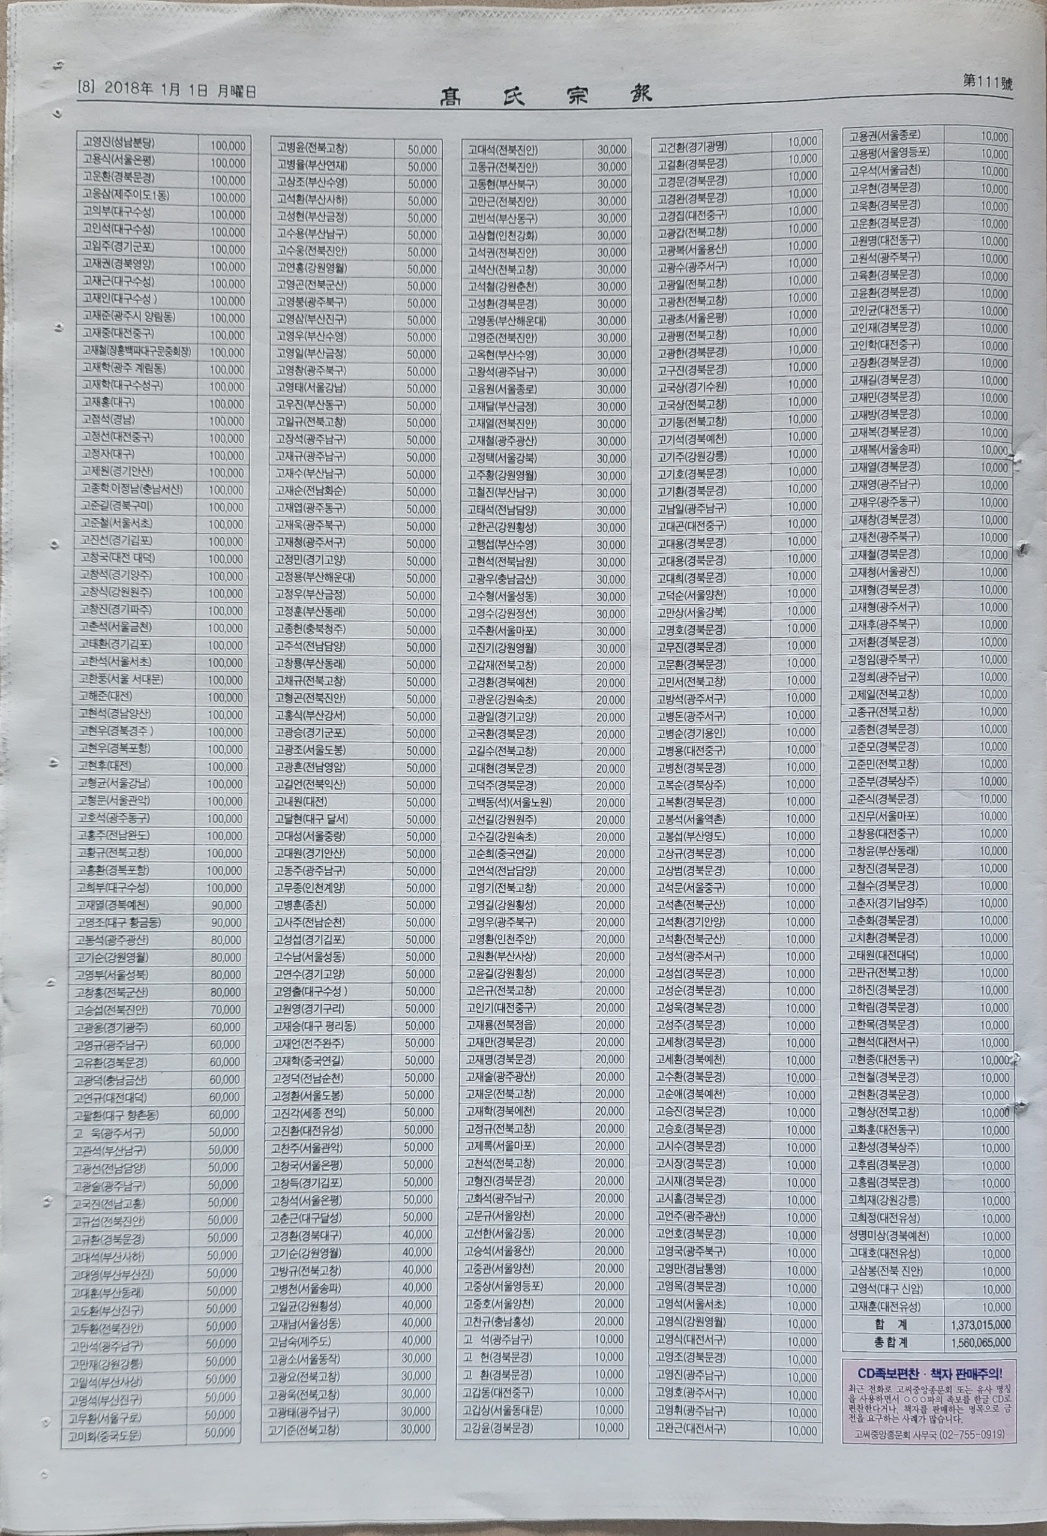 [8] 2018年 1月 1日 月曜日
高氏宗報
第111號
고영진(성남분당) 100,000
고용식(서울은평) 100,000
고운환(경북문경) 100,000
고웅삼(제주이도1동) 100,000
고의부(대구수성) 100,000
고인석(대구수성) 100,000
고임주(경기군포) 100,000
고재권(경북영양) 100,000
고재근(대구수성) 100,000
고재인(대구수성) 100,000
고재준(광주시 양림동) 100,000
고재중(대전중구) 100,000
고재철(장흥백파대구문중회장) 100,000
고재학(광주 계림동) 100,000
고재학(대구수성구) 100,000
고재홍(대구) 100,000
고점석(경남) 100,000
고정선(대전중구) 100,000
고정자(대구) 100,000
고제원(경기안산) 100,000
고종학 이정남(충남서산) 100,000
고준길(경북구미) 100,000
고준철(서울서초) 100,000
고진선(경기김포) 100,000
고창국(대전 대덕) 100,000
고창석(경기양주) 100,000
고창식(강원원주) 100,000
고창진(경기파주) 100,000
고춘석(서울금천) 100,000
고태환(경기김포) 100,000
고한석(서울서초) 100,000
고한풍(서울 서대문) 100,000
고해준(대전) 100,000
고현석(경남양산) 100,000
고현우(경북경주) 100,000
고현우(경북포항) 100,000
고현후(대전) 100,000
고형균(서울강남) 100,000
고형문(서울관악) 100,000
고호석(광주동구) 100,000
고홍주(전남완도) 100,000
고황규(전북고창) 100,000
고흥환(경북포항) 100,000
고희부(대구수성) 100,000
고재열(경북예천) 90,000
고영조(대구 황금동) 90,000
고동석(광주광산) 80,000
고기순(강원영월) 80,000
고영부(서울성북) 80,000
고창홍(전북군산) 80,000
고승섭(전북진안) 70,000
고광용(경기광주) 60,000
고영규(광주남구) 60,000
고유환(경북문경) 60,000
고광덕(충남금산) 60,000
고연규(대전대덕) 60,000
고팔환(대구 향촌동) 60,000
고 욱(광주서구) 50,000
고관석(부산남구) 50,000
고광선(전남담양) 50,000
고광술(광주남구) 50,000
고국진(전남고흥) 50,000
고규섭(전북진안) 50,000
고규환(경북문경) 50,000
고대석(부산사하) 50,000
고대영(부산부산진) 50,000
고대훈(부산동래) 50,000
고도환(부산진구) 50,000
고두환(전북진안) 50,000
고만석(광주남구) 50,000
고만재(강원강릉) 50,000
고말석(부산사상) 50,000
고명석(부산진구) 50,000
고무환(서울구로) 50,000
고미화(중국도문) 50,000
고병윤(전북고창) 50,000
고병율(부산연제) 50,000
고상조(부산수영) 50,000
고석환(부산사하) 50,000
고성현(부산금정) 50,000
고수용(부산남구) 50,000
고수웅(전북진안) 50,000
고연홍(강원영월) 50,000
고영곤(전북군산) 50,000
고영붕(광주북구) 50,000
고영삼(부산진구) 50,000
고영우(부산수영) 50,000
고영일(부산금정) 50,000
고영창(광주북구) 50,000
고영태(서울강남) 50,000
고우진(부산동구) 50,000
고일규(전북고창) 50,000
고장석(광주남구) 50,000
고재규(광주남구) 50,000
고재수(부산남구) 50,000
고재순(전남화순) 50,000
고재엽(광주동구) 50,000
고재욱(광주북구) 50,000
고재청(광주서구) 50,000
고정민(경기고양) 50,000
고정용(부산해운대) 50,000
고정우(부산금정) 50,000
고정훈(부산동래) 50,000
고종헌(충북청주) 50,000
고주석(전남담양) 50,000
고창룡(부산동래) 50,000
고채규(전북고창) 50,000
고형곤(전북진안) 50,000
고홍식(부산강서) 50,000
고광승(경기군포) 50,000
고광조(서울도봉) 50,000
고광흔(전남영암) 50,000
고길언(전북익산) 50,000
고내원(대전) 50,000
고달현(대구 달서) 50,000
고대성(서울중랑) 50,000
고대원(경기안산) 50,000
고동주(광주남구) 50,000
고무종(인천계양) 50,000
고병훈(종친) 50,000
고사주(전남순천) 50,000
고성섭(경기김포) 50,000
고수남(서울성동) 50,000
고연수(경기고양) 50,000
고영출(대구수성) 50,000
고원영(경기구리) 50,000
고재승(대구 평리동) 50,000
고재언(전주완주) 50,000
고재학(중국연길) 50,000
고정덕(전남순천) 50,000
고정환(서울도봉) 50,000
고진각(세종 전의) 50,000
고진환(대전유성) 50,000
고찬주(서울관악) 50,000
고창국(서울은평) 50,000
고창득(경기김포) 50,000
고창석(서울은평) 50,000
고춘근(대구달성) 50,000
고경환(경북대구) 40,000
고기순(강원영월) 40,000
고방규(전북고창) 40,000
고병천(서울송파) 40,000
고일균(강원횡성) 40,000
고재남(서울성동) 40,000
고남숙(제주도) 40,000
고광소(서울동작) 30,000
고광요(전북고창) 30,000
고광욱(전북고창) 30,000
고광태(광주남구) 30,000
고기준(전북고창) 30,000
고대석(전북진안) 30,000
고동규(전북진안) 30,000
고동현(부산북구) 30,000
고만근(전북진안) 30,000
고빈석(부산동구) 30,000
고상협(인천강화) 30,000
고석권(전북진안) 30,000
고석산(전북고창) 30,000
고석철(강원춘천) 30,000
고성환(경북문경) 30,000
고영동(부산해운대) 30,000
고영준(전북진안) 30,000
고옥현(부산수영) 30,000
고왕석(광주남구) 30,000
고육원(서울종로) 30,000
고재달(부산금정) 30,000
고재열(전북진안) 30,000
고재철(광주광산) 30,000
고정택(서울강북) 30,000
고주황(강원영월) 30,000
고철진(부산남구) 30,000
고태석(전남담양) 30,000
고한곤(강원횡성) 30,000
고행섭(부산수영) 30,000
고현석(전북남원) 30,000
고광우(충남금산) 30,000
고수형(서울성동) 30,000
고영수(강원정선) 30,000
고주환(서울마포) 30,000
고진기(강원영월) 30,000
고갑재(전북고창) 20,000
고경환(경북예천) 20,000
고광운(강원속초) 20,000
고광일(경기고양) 20,000
고국환(경북문경) 20,000
고길수(전북고창) 20,000
고대현(경북문경) 20,000
고덕주(경북문경) 20,000
고백동(석)(서울노원) 20,000
고선길(강원원주) 20,000
고수길(강원속초) 20,000
고순희(중국연길) 20,000
고연석(전남담양) 20,000
고영기(전북고창) 20,000
고영길(강원횡성) 20,000
고영우(광주북구) 20,000
고영환(인천주안) 20,000
고원환(부산사상) 20,000
고윤길(강원횡성) 20,000
고은규(전북고창) 20,000
고인기(대전중구) 20,000
고재룡(전북정읍) 20,000
고재만(경북문경) 20,000
고재명(경북문경) 20,000
고재술(광주광산) 20,000
고재운(전북고창) 20,000
고재학(경북예천) 20,000
고정규(전북고창) 20,000
고제록(서울마포) 20,000
고천석(전북고창) 20,000
고형진(경북문경) 20,000
고화석(광주남구) 20,000
고문규(서울양천) 20,000
고선한(서울강동) 20,000
고승석(서울용산) 20,000
고중관(서울양천) 20,000
고중상(서울영등포) 20,000
고중호(서울양천) 20,000
고찬규(충남홍성) 20,000
고 석(광주남구) 10,000
고 헌(경북문경) 10,000
고 환(경북문경) 10,000
고갑동(대전중구) 10,000
고갑상(서울동대문) 10,000
고강윤(경북문경) 10,000
고건환(경기광명) 10,000
고길환(경북문경) 10,000
고경문(경북문경) 10,000
고경완(경북문경) 10,000
고경집(대전중구) 10,000
고광갑(전북고창) 10,000
고광복(서울용산) 10,000
고광수(광주서구) 10,000
고광일(전북고창) 10,000
고광찬(전북고창) 10,000
고광초(서울은평) 10,000
고광평(전북고창) 10,000
고광한(경북문경) 10,000
고구진(경북문경) 10,000
고국상(경기수원) 10,000
고국상(전북고창) 10,000
고기동(전북고창) 10,000
고기석(경북예천) 10,000
고기주(강원강릉) 10,000
고기호(경북문경) 10,000
고기환(경북문경) 10,000
고남일(광주남구) 10,000
고대곤(대전중구) 10,000
고대용(경북문경) 10,000
고대용(경북문경) 10,000
고대희(경북문경) 10,000
고덕순(서울양천) 10,000
고만상(서울강북) 10,000
고명호(경북문경) 10,000
고무진(경북문경) 10,000
고문환(경북문경) 10,000
고민서(전북고창) 10,000
고방석(광주서구) 10,000
고병돈(광주서구) 10,000
고병순(경기용인) 10,000
고병용(대전중구) 10,000
고병천(경북문경) 10,000
고복순(경북상주) 10,000
고복환(경북문경) 10,000
고봉석(서울역촌) 10,000
고봉섭(부산영도) 10,000
고상규(경북문경) 10,000
고상범(경북문경) 10,000
고석문(서울중구) 10,000
고석촌(전북군산) 10,000
고석환(경기안양) 10,000
고석환(전북군산) 10,000
고성석(광주서구) 10,000
고성섭(경북문경) 10,000
고성순(경북문경) 10,000
고성욱(경북문경) 10,000
고성주(경북문경) 10,000
고세창(경북문경) 10,000
고세환(경북예천) 10,000
고수환(경북문경) 10,000
고순애(경북예천) 10,000
고승진(경북문경) 10,000
고승호(경북문경) 10,000
고시수(경북문경) 10,000
고시장(경북문경) 10,000
고시재(경북문경) 10,000
고시흠(경북문경) 10,000
고언주(광주광산) 10,000
고언호(경북문경) 10,000
고영국(광주북구) 10,000
고영만(경남통영) 10,000
고영목(경북문경) 10,000
고영석(서울서초) 10,000
고영식(강원영월) 10,000
고영식(대전서구) 10,000
고영조(경북문경) 10,000
고영진(광주남구) 10,000
고영호(광주서구) 10,000
고영휘(광주남구) 10,000
고완근(대전서구) 10,000
고용권(서울종로) 10,000
고용평(서울영등포) 10,000
고우석(서울금천) 10,000
고우현(경북문경) 10,000
고욱환(경북문경) 10,000
고운환(경북문경) 10,000
고원명(대전동구) 10,000
고원석(광주북구) 10,000
고육환(경북문경) 10,000
고윤환(경북문경) 10,000
고인균(대전동구) 10,000
고인재(경북문경) 10,000
고인학(대전중구) 10,000
고장환(경북문경) 10,000
고재길(경북문경) 10,000
고재민(경북문경) 10,000
고재방(경북문경) 10,000
고재복(경북문경) 10,000
고재복(서울송파) 10,000
고재열(경북문경) 10,000
고재영(광주남구) 10,000
고재우(광주동구) 10,000
고재창(경북문경) 10,000
고재천(광주북구) 10,000
고재철(경북문경) 10,000
고재청(서울광진) 10,000
고재형(경북문경) 10,000
고재형(광주서구) 10,000
고재후(광주북구) 10,000
고저환(경북문경) 10,000
고정임(광주북구) 10,000
고정희(광주남구) 10,000
고제일(전북고창) 10,000
고종규(전북고창) 10,000
고종현(경북문경) 10,000
고준모(경북문경) 10,000
고준민(전북고창) 10,000
고준부(경북상주) 10,000
고준식(경북문경) 10,000
고진무(서울마포) 10,000
고창용(대전중구) 10,000
고창윤(부산동래) 10,000
고창진(경북문경) 10,000
고철수(경북문경) 10,000
고춘자(경기남양주) 10,000
고춘화(경북문경) 10,000
고치환(경북문경) 10,000
고태원(대전대덕) 10,000
고판규(전북고창) 10,000
고하진(경북문경) 10,000
고학림(경북문경) 10,000
고한목(경북문경) 10,000
고현석(대전서구) 10,000
고현종(대전동구) 10,000
고현철(경북문경) 10,000
고현환(경북문경) 10,000
고형상(전북고창) 10,000
고화훈(대전동구) 10,000
고환성(경북상주) 10,000
고후림(경북문경) 10,000
고흥림(경북문경) 10,000
고희재(강원강릉) 10,000
고희정(대전유성) 10,000
성명미상(경북예천) 10,000
고대호(대전유성) 10,000
고삼봉(전북 진안) 10,000
고영석(대구 신암) 10,000
고재훈(대전유성) 10,000
합 계 1,373,015,000
총합계 1,560,065,000
CD족보편찬·책자 판매주의!
최근 전화로 고씨중앙종문회 또는 유사 명칭
을 사용하면서 ○○○파의 족보를 한글 CD로
편찬한다거나, 책자를 판매하는 명목으로 금
전을 요구하는 사례가 많습니다.
고씨중앙종문회 사무국 (02-755-0919)